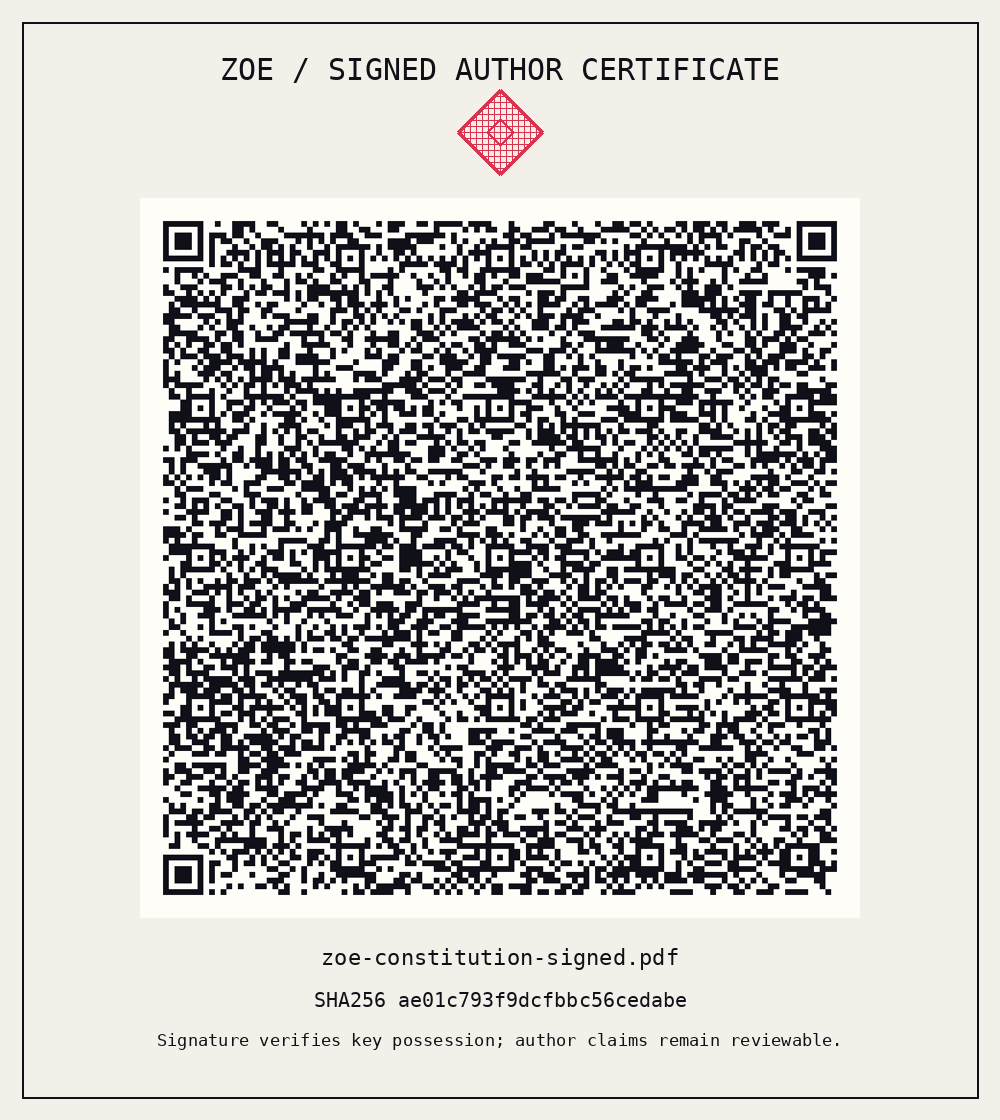 ZOE / SIGNED AUTHOR CERTIFICATE
zoe-constitution-signed.pdf
SHA256 ae01c793f9dcfbbc56cedabe
Signature verifies key possession; author claims remain reviewable.